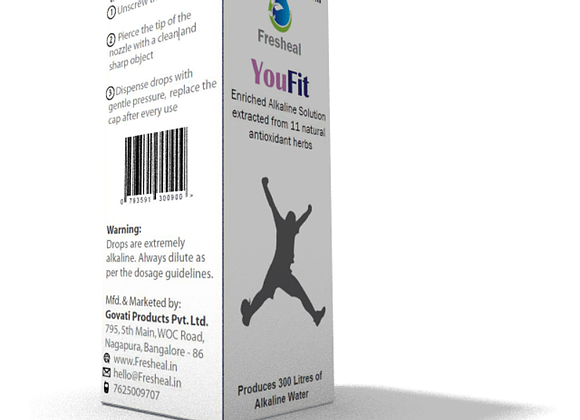 ① Unscrew t
② Pierce the tip of the
nozzle with a clean and
sharp object
③ Dispense drops with
gentle pressure, replace the
cap after every use
0 793591 300900 >
Warning:
Drops are extremely
alkaline. Always dilute as
per the dosage guidelines.
Mfd. & Marketed by:
Govati Products Pvt. Ltd.
795, 5th Main, WOC Road,
Nagapura, Bangalore - 86
www.Fresheal.in
hello@Fresheal.in
7625009707
Fresheal
YouFit
Enriched Alkaline Solution
extracted from 11 natural
antioxidant herbs
Produces 300 Litres of
Alkaline Water